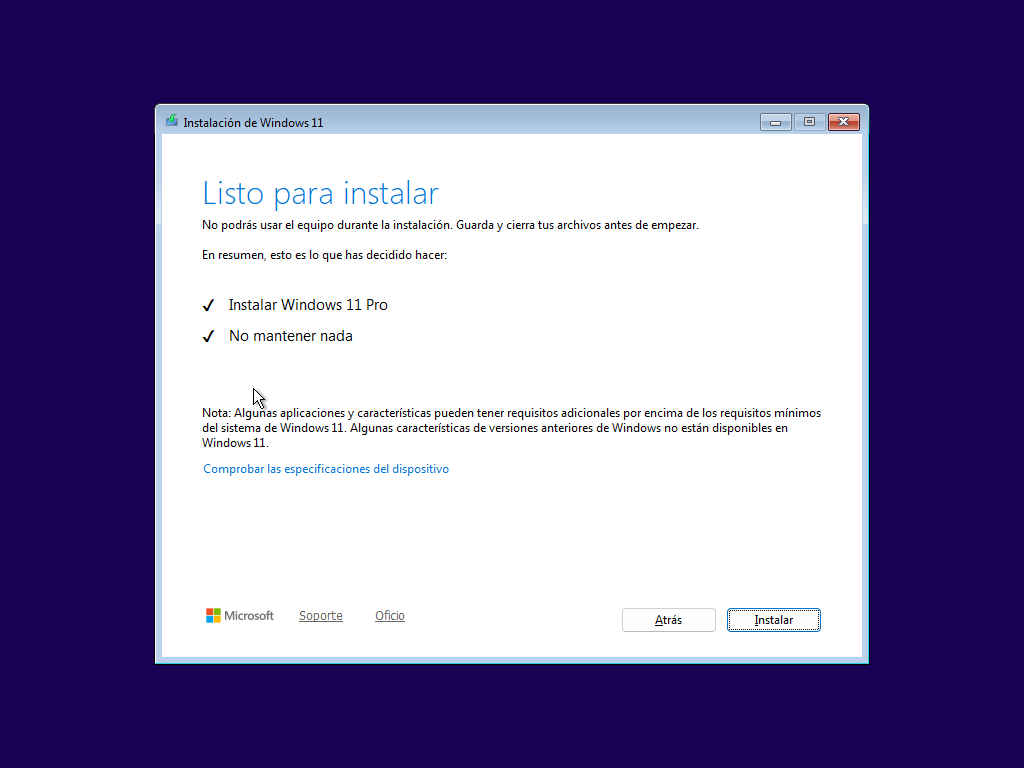 Instalación de Windows 11
Listo para instalar
No podrás usar el equipo durante la instalación. Guarda y cierra tus archivos antes de empezar.
En resumen, esto es lo que has decidido hacer:
Instalar Windows 11 Pro
No mantener nada
Nota: Algunas aplicaciones y características pueden tener requisitos adicionales por encima de los requisitos mínimos
del sistema de Windows 11. Algunas características de versiones anteriores de Windows no están disponibles en
Windows 11.
Comprobar las especificaciones del dispositivo
Microsoft Soporte Oficio Atrás Instalar